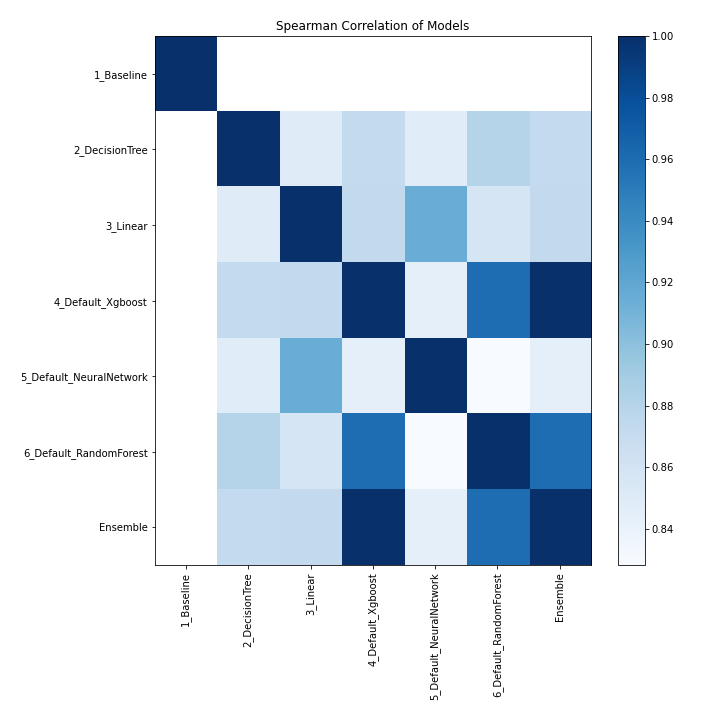 Spearman Correlation of Models
1_Baseline
2_DecisionTree
3_Linear
4_Default_Xgboost
5_Default_NeuralNetwork
6_Default_RandomForest
Ensemble
1_Baseline
2_DecisionTree
3_Linear
4_Default_Xgboost
5_Default_NeuralNetwork
6_Default_RandomForest
Ensemble
1.00
0.98
0.96
0.94
0.92
0.90
0.88
0.86
0.84